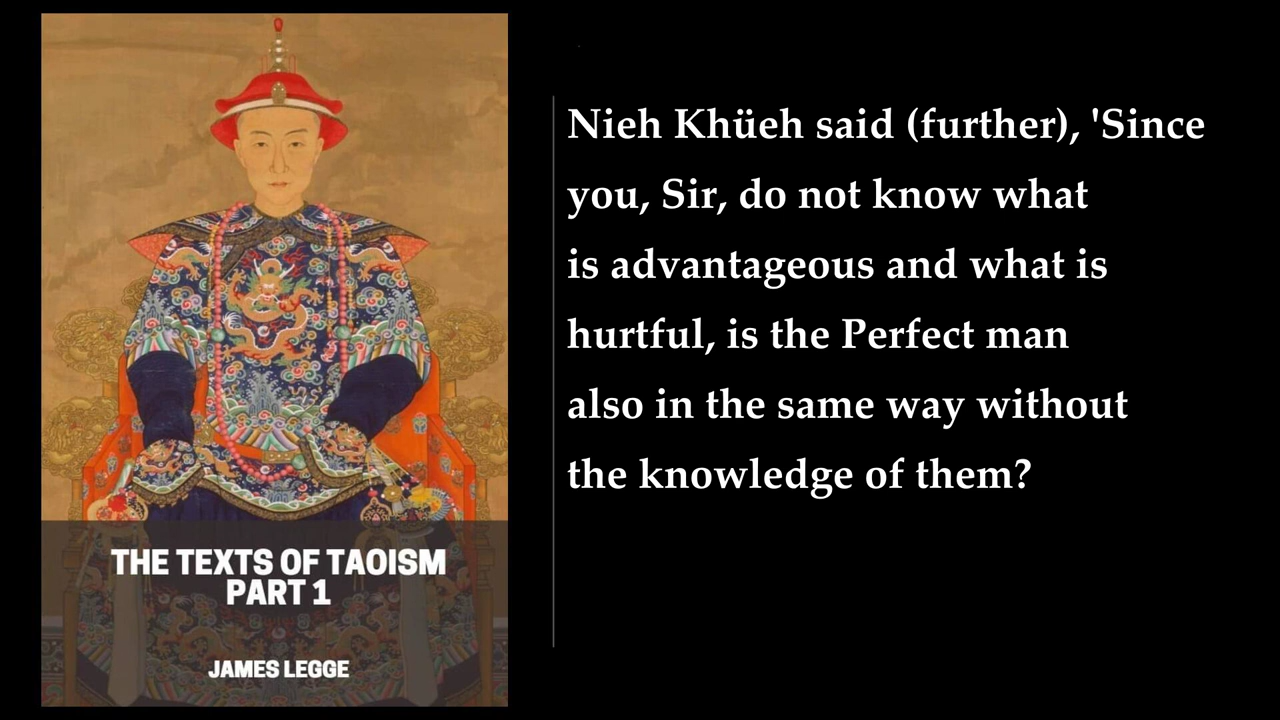 THE TEXTS OF TAOISM
PART 1
JAMES LEGGE
Nieh Khüeh said (further), 'Since
you, Sir, do not know what
is advantageous and what is
hurtful, is the Perfect man
also in the same way without
the knowledge of them?